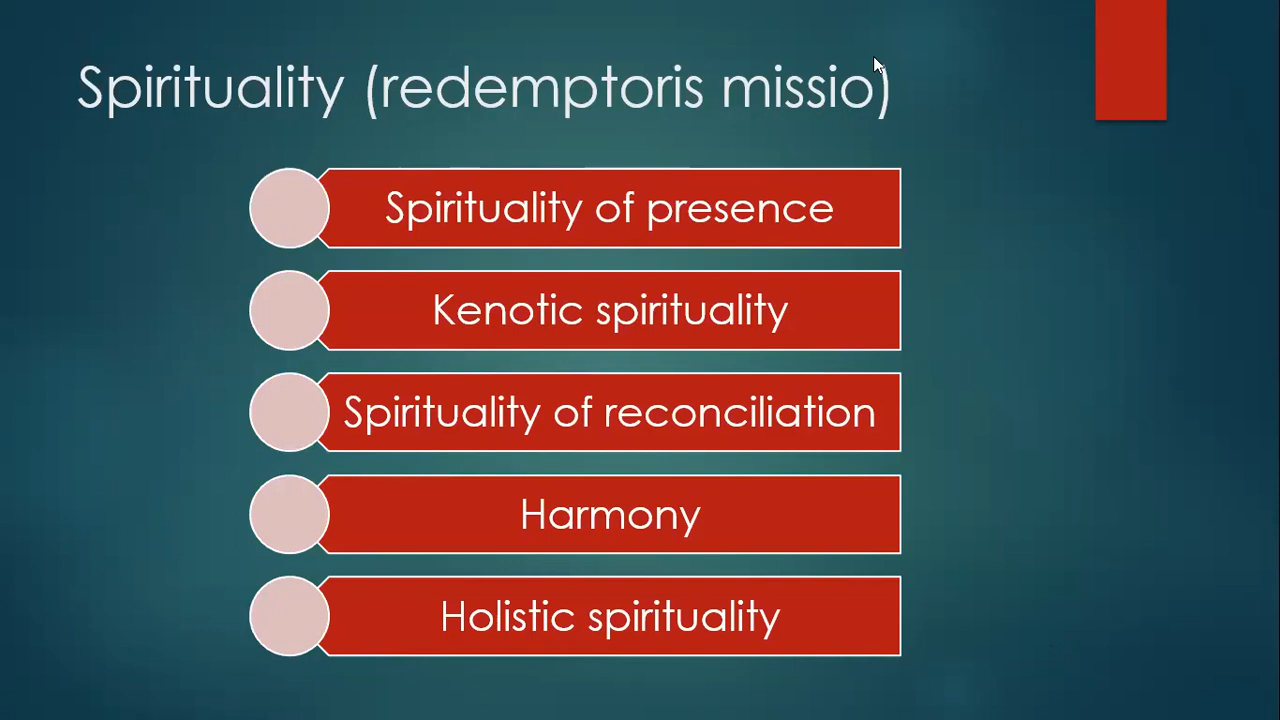 Spirituality (redemptoris missio)
Spirituality of presence
Kenotic spirituality
Spirituality of reconciliation
Harmony
Holistic spirituality